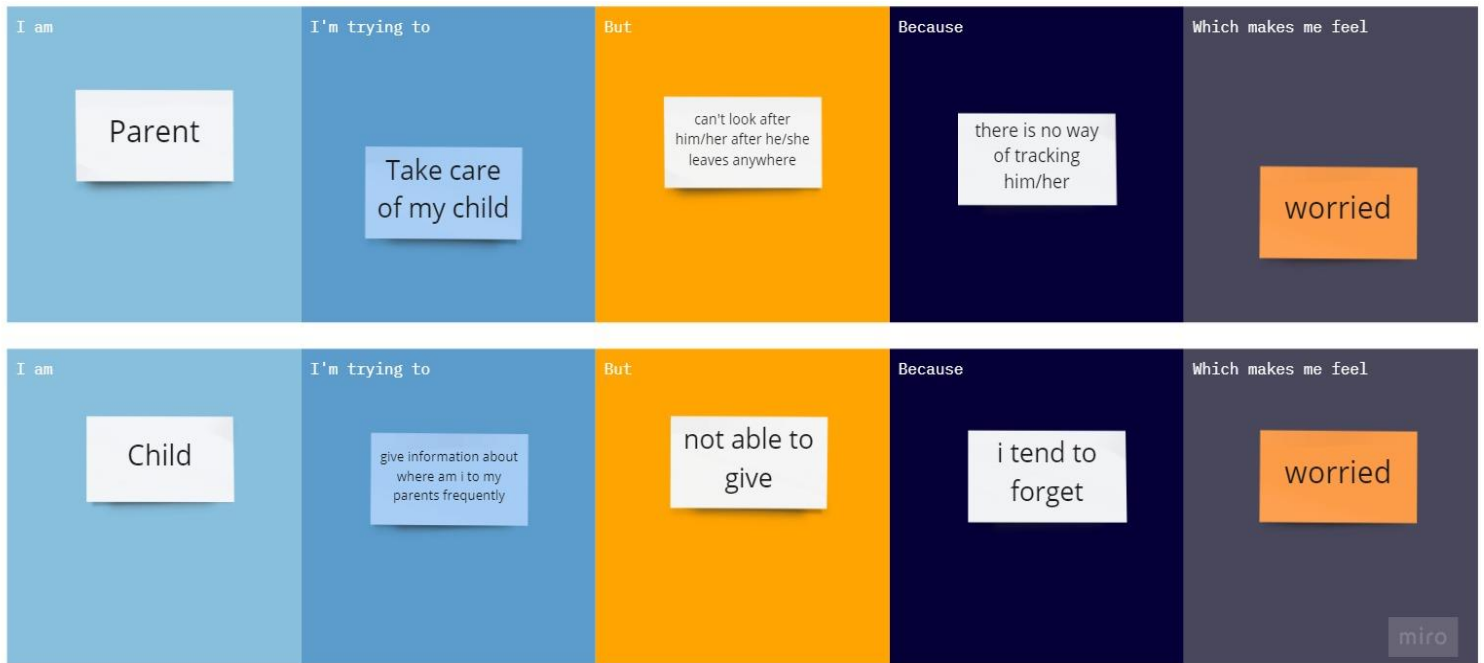 I am
I'm trying to
But
Because
Which makes me feel
Parent
Take care
of my child
can't look after
him/her after he/she
leaves anywhere
there is no way
of tracking
him/her
worried
I am
I'm trying to
But
Because
Which makes me feel
Child
give information about
where am i to my
parents frequently
not able to
give
i tend to
forget
worried
miro